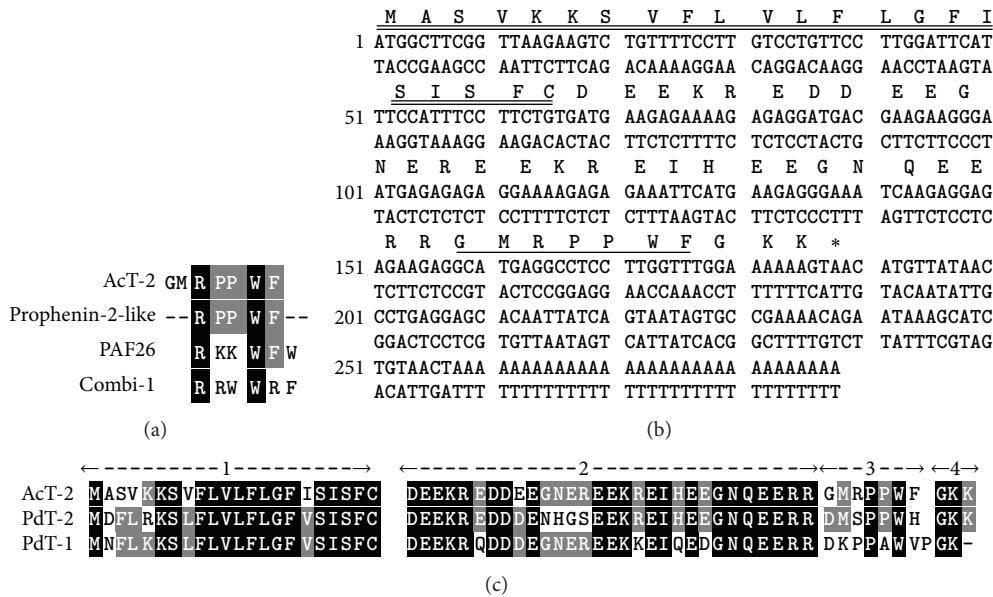 AcT-2 GM R PP W F
Prophenin-2-like -- R PP W F --
PAF26 R KK W F W
Combi-1 R RW W R F
(a)
M A S V K K S V F L V L F L G F I
1 ATGGCTTCGG TTAAGAAGTC TGTTTTCCTT GTCCTGTTCC TTGGATTCAT
TACCGAAGCC AATTCTTCAG ACAAAAGGAA CAGGACAAGG AACCTAAGTA
S I S F C D E E K R E D D E E G
51 TTCCATTTCC TTCTGTGATG AAGAGAAAAG AGAGGATGAC GAAGAAGGGA
AAGGTAAAGG AAGACACTAC TTCTCTTTTC TCTCCTACTG CTTCTTCCCT
N E R E E K R E I H E E G N Q E E
101 ATGAGAGAGA GGAAAAGAGA GAAATTCATG AAGAGGGAAA TCAAGAGGAG
TACTCTCTCT CCTTTTCTCT CTTTAAGTAC TTCTCCCTTT AGTTCTCCTC
R R G M R P P W F G K K *
151 AGAAGAGGCA TGAGGCCTCC TTGGTTTGGA AAAAAGTAAC ATGTTATAAC
TCTTCTCCGT ACTCCGGAGG AACCAAACCT TTTTTCATTG TACAATATTG
201 CCTGAGGAGC ACAATTATCA GTAATAGTGC CGAAAACAGA ATAAAGCATC
GGACTCCTCG TGTTAATAGT CATTATCACG GCTTTTGTCT TATTTCGTAG
251 TGTAACTAAA AAAAAAAAAA AAAAAAAAAA AAAAAAAA
ACATTGATTT TTTTTTTTTT TTTTTTTTTT TTTTTTTT
(b)
←--------1--------→ ←----------2------------→ ←--3--→ ←4→
AcT-2 MASVKKSVFLVLFLGFISISFC DEEKREDDEEGNEREEKREIHEEGNQEERR GMRPPWF GKK
PdT-2 MDFLRKSLFLVLFLGFVSISFC DEEKREDDDENHGSEEKREIHEEGNQEERR DMSPPWH GKK
PdT-1 MNFLKKSLFLVLFLGFVSISFC DEEKRQDDDEGNEREEKKEIQEDGNQEERR DKPPAWVPGK-
(c)